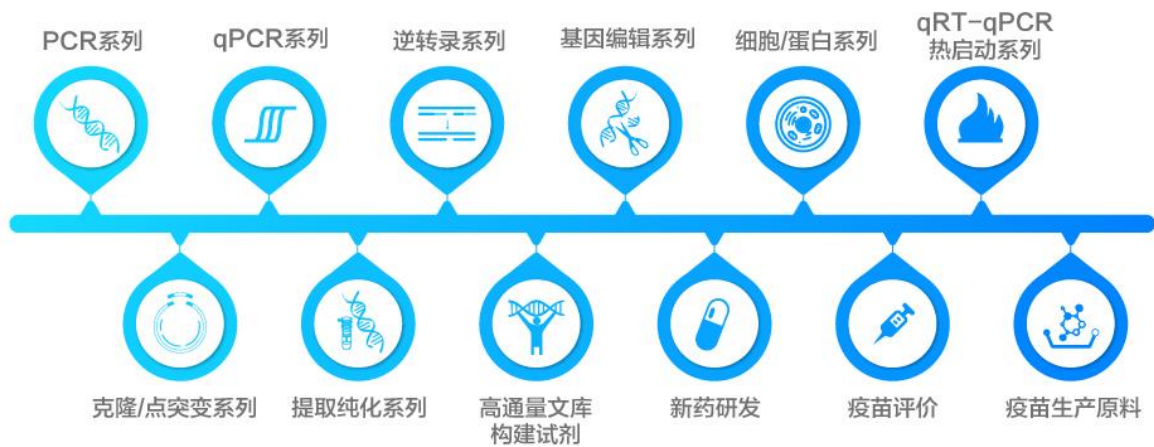 PCR系列
qPCR系列
逆转录系列
基因编辑系列
细胞/蛋白系列
qRT-qPCR
热启动系列
克隆/点突变系列
提取纯化系列
高通量文库
构建试剂
新药研发
疫苗评价
疫苗生产原料